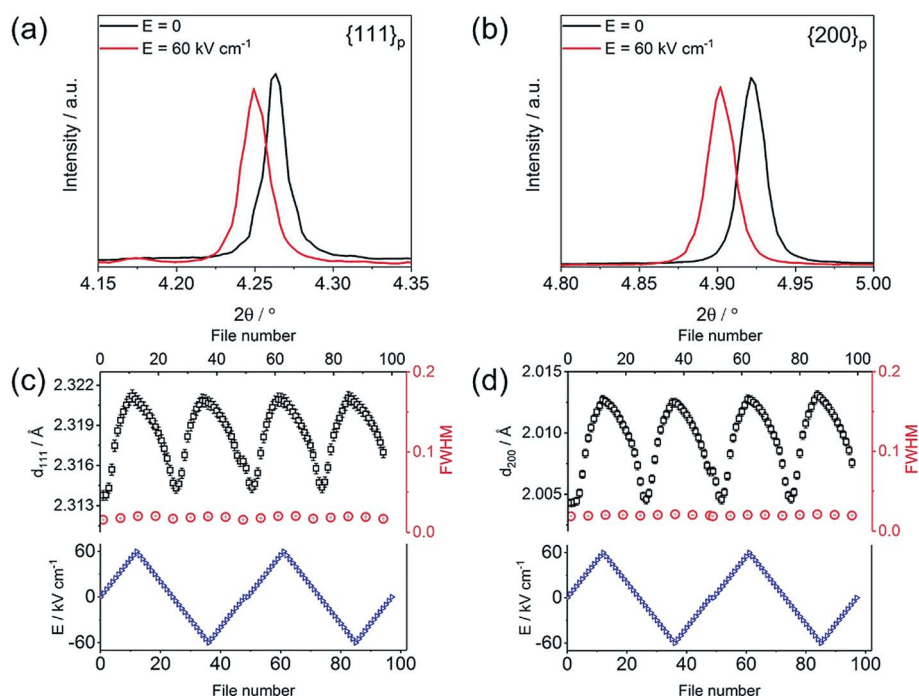 (a)
E = 0
E = 60 kV cm⁻¹
{111}p
Intensity / a.u.
4.15 4.20 4.25 4.30 4.35
2θ / °
(b)
E = 0
E = 60 kV cm⁻¹
{200}p
Intensity / a.u.
4.80 4.85 4.90 4.95 5.00
2θ / °
(c)
File number
0 20 40 60 80 100
2.322
2.319
2.316
2.313
d111 / Å
0.2
0.1
0.0
FWHM
60
0
-60
E / kV cm⁻¹
0 20 40 60 80 100
File number
(d)
File number
0 20 40 60 80 100
2.015
2.010
2.005
2.000
d200 / Å
0.2
0.1
0.0
FWHM
60
0
-60
E / kV cm⁻¹
0 20 40 60 80 100
File number